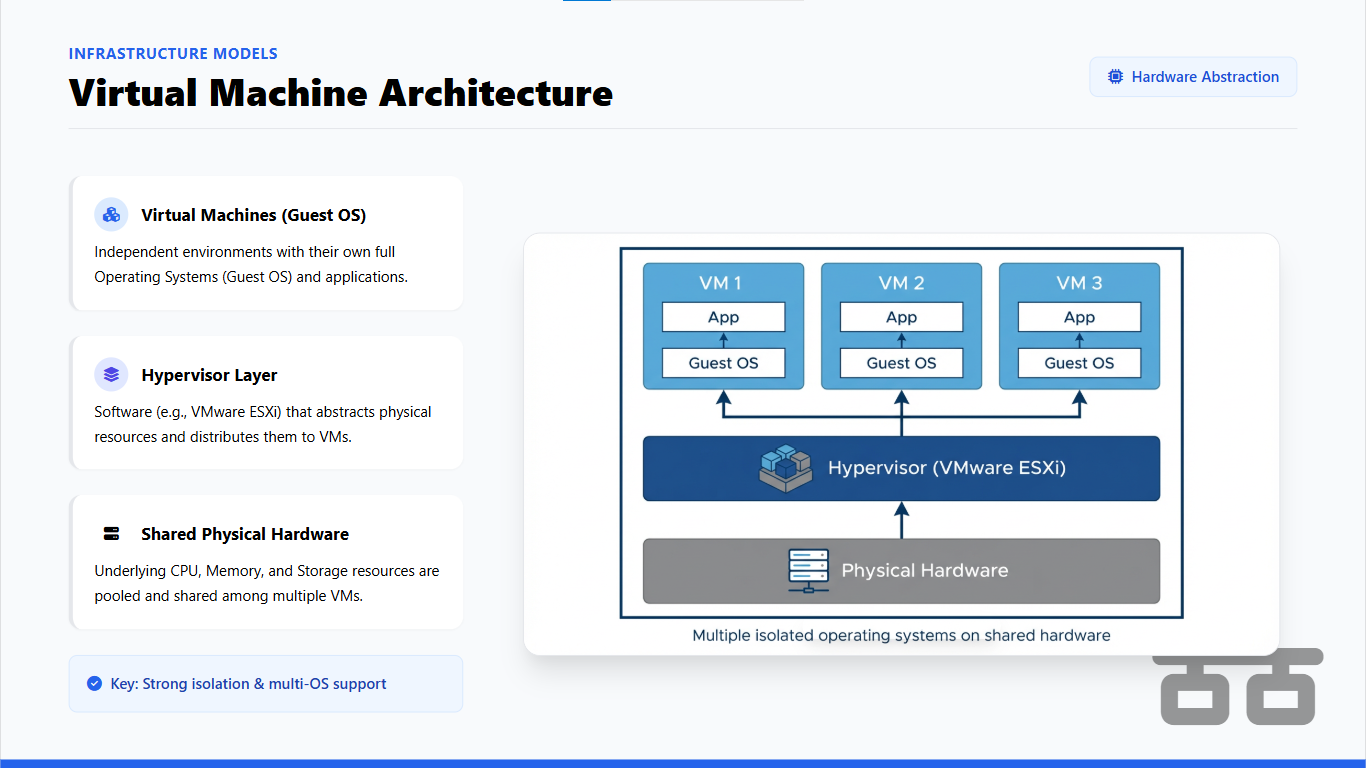 INFRASTRUCTURE MODELS
Virtual Machine Architecture
Hardware Abstraction
Virtual Machines (Guest OS)
Independent environments with their own full
Operating Systems (Guest OS) and applications.
Hypervisor Layer
Software (e.g., VMware ESXi) that abstracts physical
resources and distributes them to VMs.
Shared Physical Hardware
Underlying CPU, Memory, and Storage resources are
pooled and shared among multiple VMs.
Key: Strong isolation & multi-OS support
VM 1
App
Guest OS
VM 2
App
Guest OS
VM 3
App
Guest OS
Hypervisor (VMware ESXi)
Physical Hardware
Multiple isolated operating systems on shared hardware